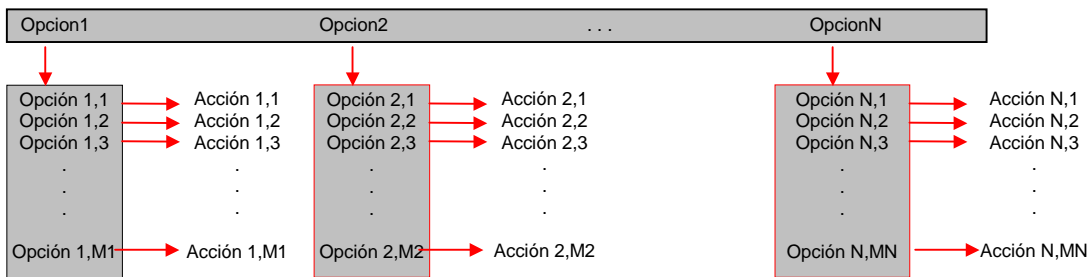 Opcion1 Opcion2 . . . OpcionN
Opción 1,1 Acción 1,1 Opción 2,1 Acción 2,1 Opción N,1 Acción N,1
Opción 1,2 Acción 1,2 Opción 2,2 Acción 2,2 Opción N,2 Acción N,2
Opción 1,3 Acción 1,3 Opción 2,3 Acción 2,3 Opción N,3 Acción N,3
. . . . . .
. . . . . .
. . . . . .
Opción 1,M1 Acción 1,M1 Opción 2,M2 Acción 2,M2 Opción N,MN Acción N,MN